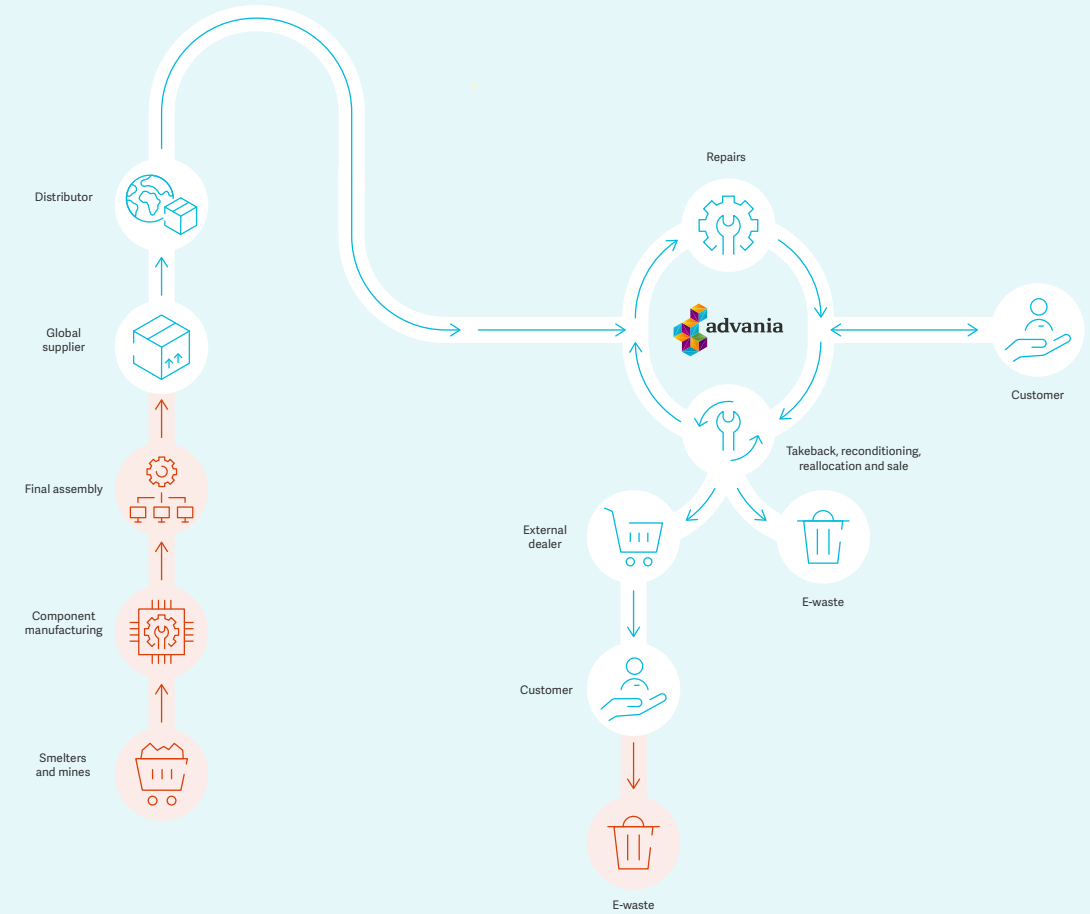 Repairs
Distributor
Global
supplier
advania
Customer
Final assembly
Takeback, reconditioning,
reallocation and sale
External
dealer
E-waste
Component
manufacturing
Customer
Smelters
and mines
E-waste